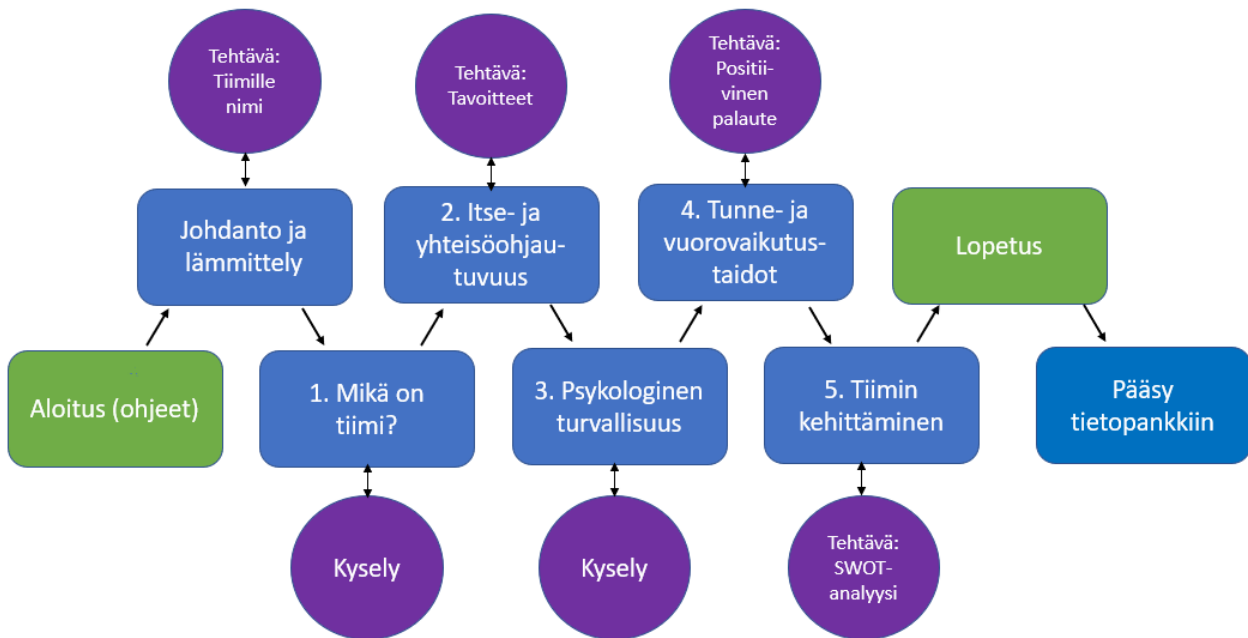 Tehtävä:
Tiimille
nimi
Tehtävä:
Tavoitteet
Tehtävä:
Positii-
vinen
palaute
Johdanto ja
lämmittely
2. Itse- ja
yhteisöohjau-
tuvuus
4. Tunne- ja
vuorovaikutus-
taidot
Lopetus
Aloitus (ohjeet)
1. Mikä on
tiimi?
3. Psykologinen
turvallisuus
5. Tiimin
kehittäminen
Pääsy
tietopankkiin
Kysely
Kysely
Tehtävä:
SWOT-
analyysi